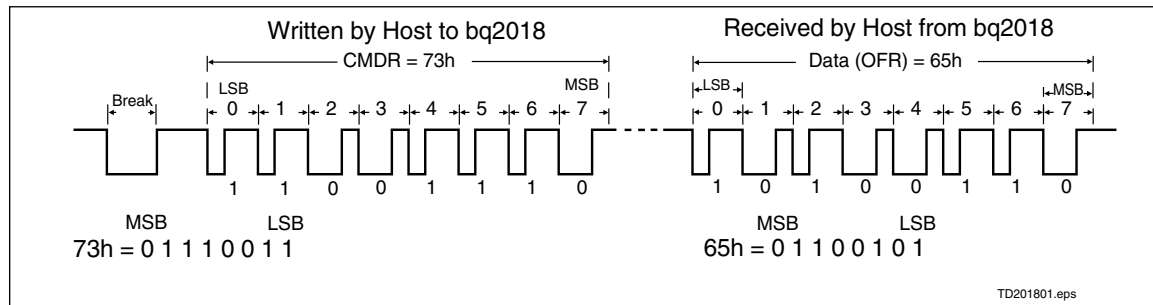 Written by Host to bq2018
Received by Host from bq2018
CMDR = 73h
Data (OFR) = 65h
Break
LSB
MSB
LSB
MSB
0 1 2 3 4 5 6 7
0 1 2 3 4 5 6 7
1 1 0 0 1 1 1 0
1 0 1 0 0 1 1 0
MSB LSB
73h = 0 1 1 1 0 0 1 1
MSB LSB
65h = 0 1 1 0 0 1 0 1
TD201801.eps